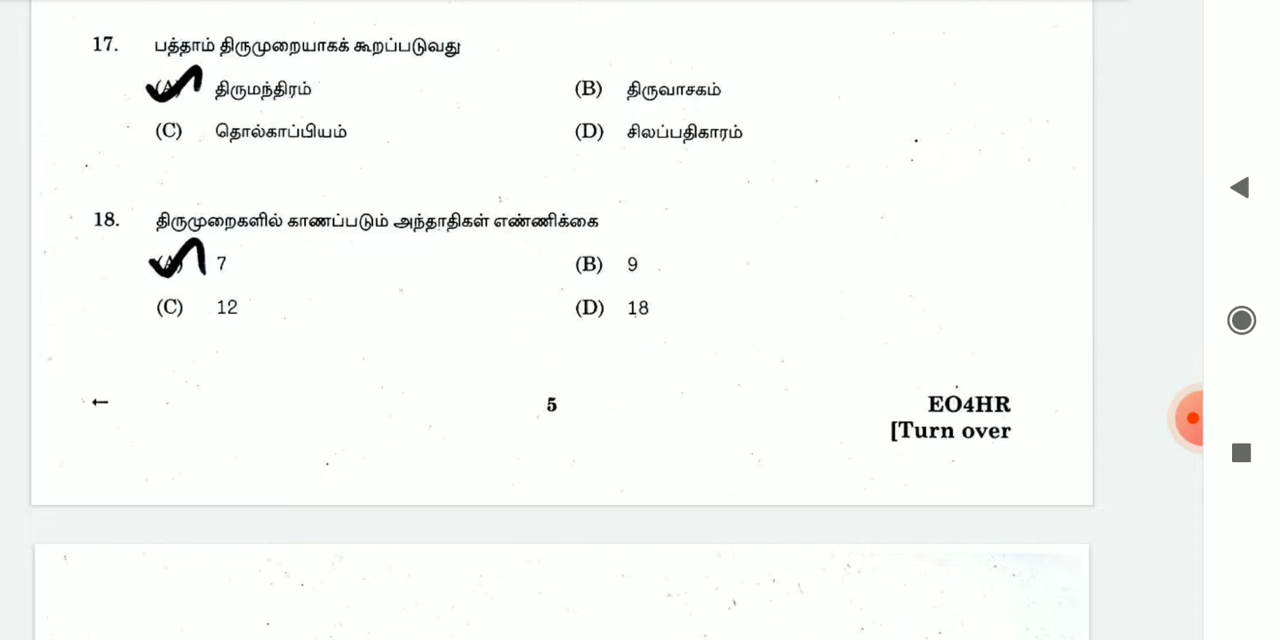 17. பத்தாம் திருமுறையாகக் கூறப்படுவது
(A) திருமந்திரம் (B) திருவாசகம்
(C) தொல்காப்பியம் (D) சிலப்பதிகாரம்
18. திருமுறைகளில் காணப்படும் அந்தாதிகள் எண்ணிக்கை
(A) 7 (B) 9
(C) 12 (D) 18
← 5 EO4HR
[Turn over